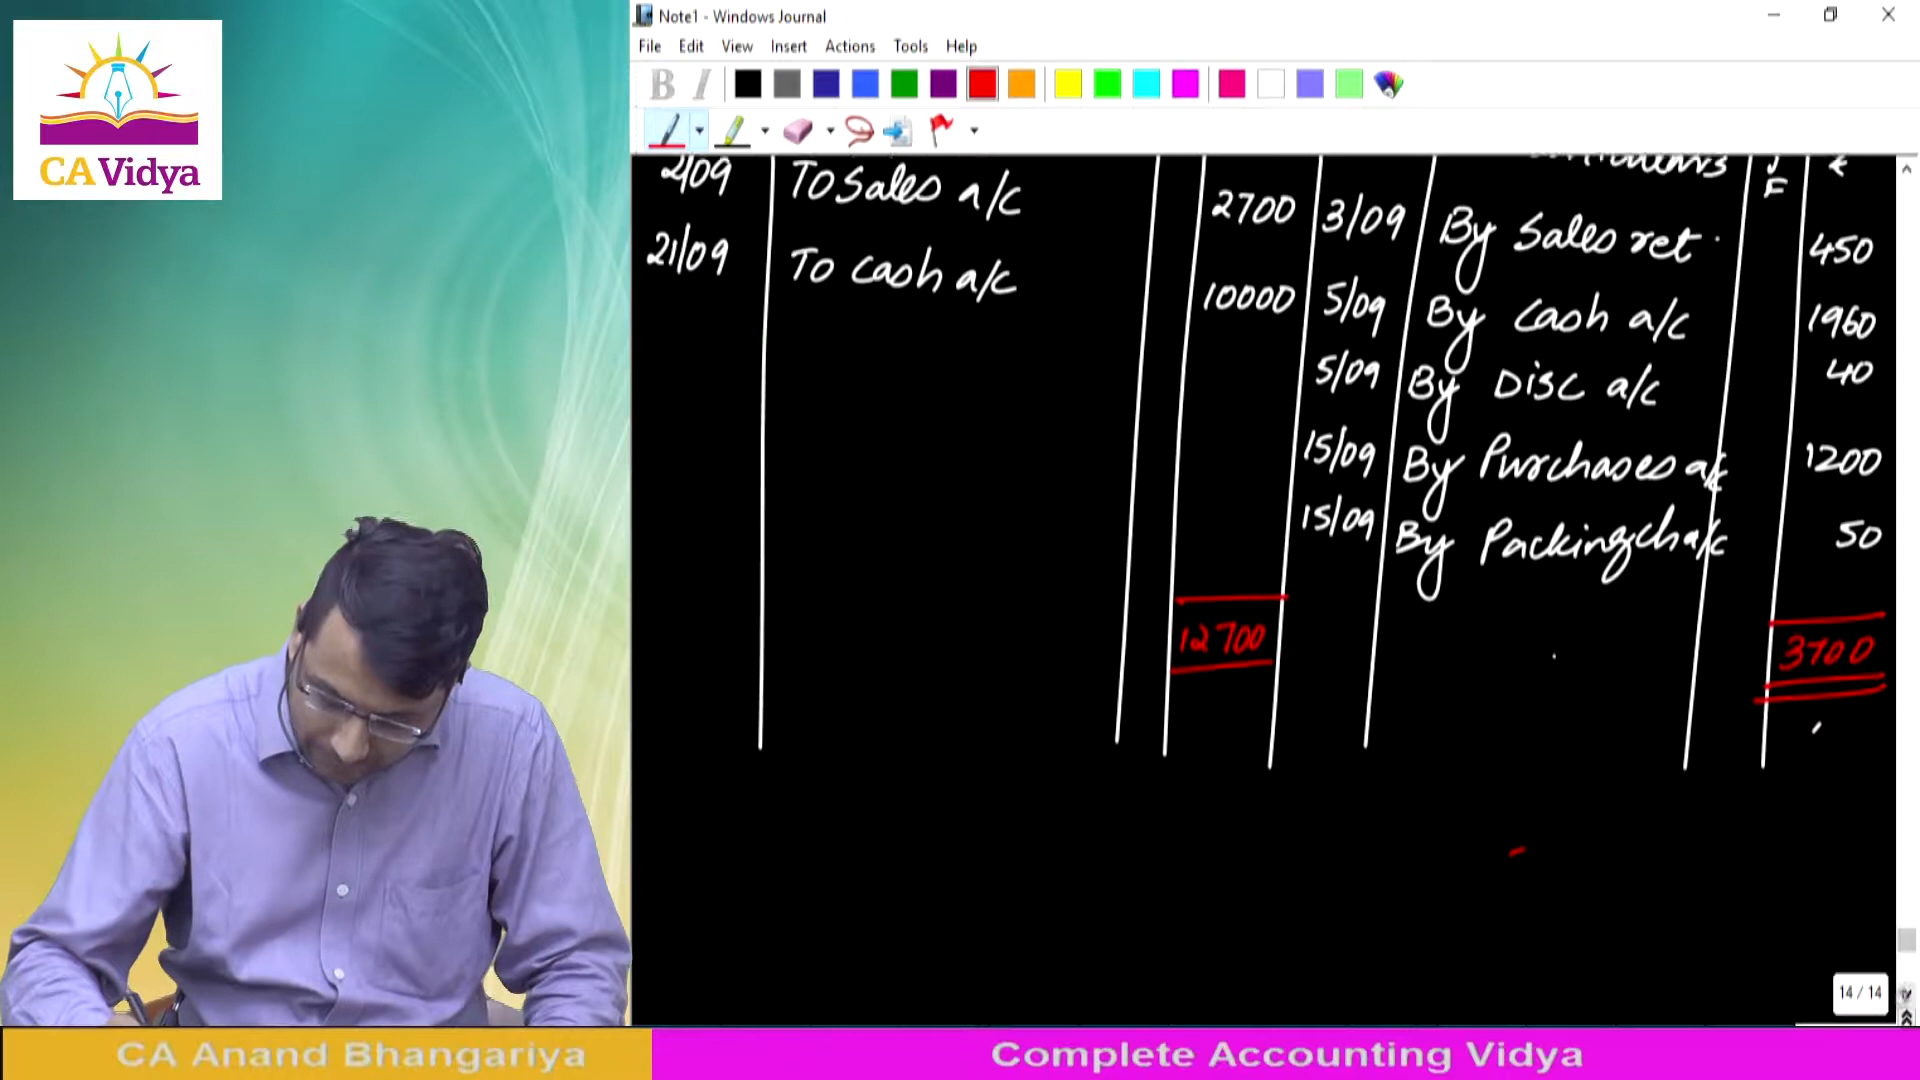 CA Vidya
Note1 - Windows Journal
File Edit View Insert Actions Tools Help
B I
F ₹
2/09 To Sales a/c 2700 3/09 By Sales ret. 450
21/09 To cash a/c 10000 5/09 By cash a/c 1960
5/09 By Disc a/c 40
15/09 By Purchases a/c 1200
15/09 By Packing ch a/c 50
12700 3700
14 / 14
CA Anand Bhangariya
Complete Accounting Vidya